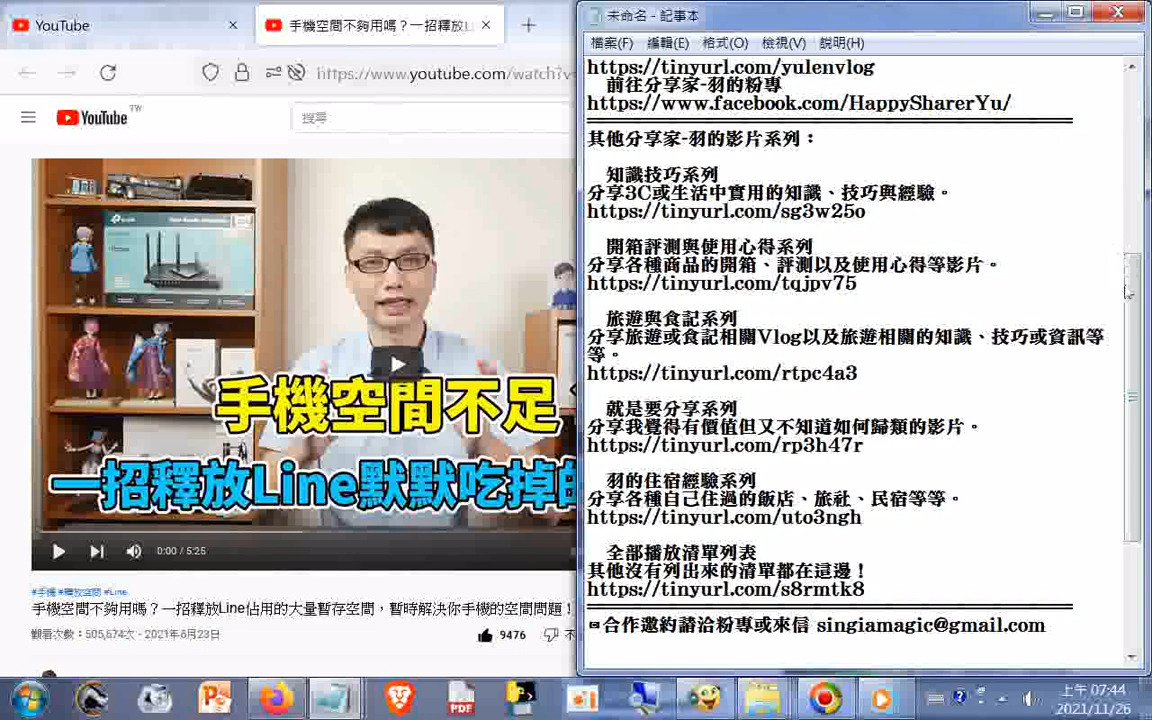 YouTube
手機空間不夠用嗎？一招釋放Li
https://www.youtube.com/watch?v=
YouTube TW
搜尋
手機空間不足
一招釋放Line默默吃掉的
0:00 / 5:25
#手機 #釋放空間 #Line
手機空間不夠用嗎？一招釋放Line佔用的大量暫存空間，暫時解決你手機的空間問題！
觀看次數：505,674次 • 2021年6月23日
9476
不
未命名 - 記事本
檔案(F) 編輯(E) 格式(O) 檢視(V) 說明(H)
https://tinyurl.com/yulenvlog
前往分享家-羽的粉專
https://www.facebook.com/HappySharerYu/
其他分享家-羽的影片系列：
知識技巧系列
分享3C或生活中實用的知識、技巧與經驗。
https://tinyurl.com/sg3w25o
開箱評測與使用心得系列
分享各種商品的開箱、評測以及使用心得等影片。
https://tinyurl.com/tqjpv75
旅遊與食記系列
分享旅遊或食記相關Vlog以及旅遊相關的知識、技巧或資訊等
等。
https://tinyurl.com/rtpc4a3
就是要分享系列
分享我覺得有價值但又不知道如何歸類的影片。
https://tinyurl.com/rp3h47r
羽的住宿經驗系列
分享各種自己住過的飯店、旅社、民宿等等。
https://tinyurl.com/uto3ngh
全部播放清單列表
其他沒有列出來的清單都在這邊！
https://tinyurl.com/s8rmtk8
✉合作邀約請洽粉專或來信 singiamagic@gmail.com
PDF
上午 07:44
2021/11/26